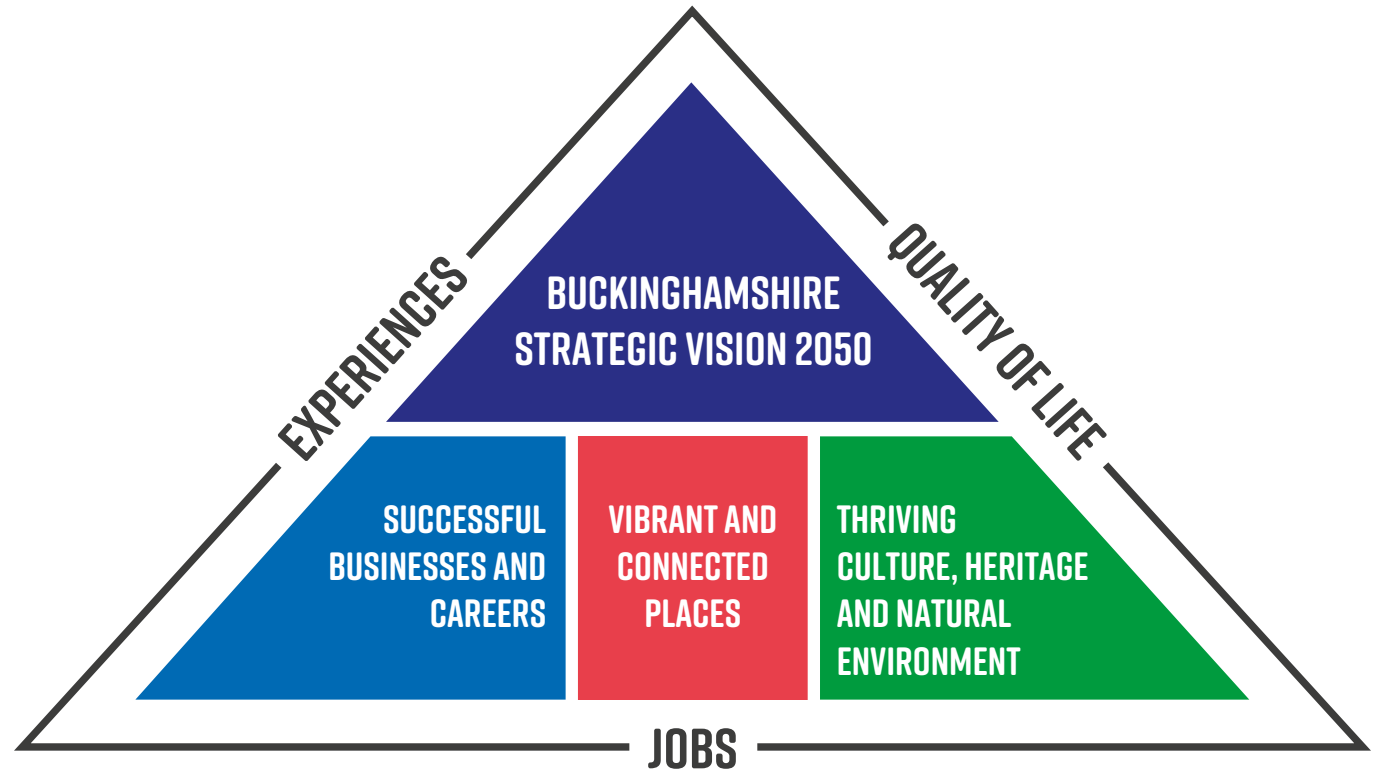 EXPERIENCES
QUALITY OF LIFE
BUCKINGHAMSHIRE
STRATEGIC VISION 2050
SUCCESSFUL
BUSINESSES AND
CAREERS
VIBRANT AND
CONNECTED
PLACES
THRIVING
CULTURE, HERITAGE
AND NATURAL
ENVIRONMENT
JOBS